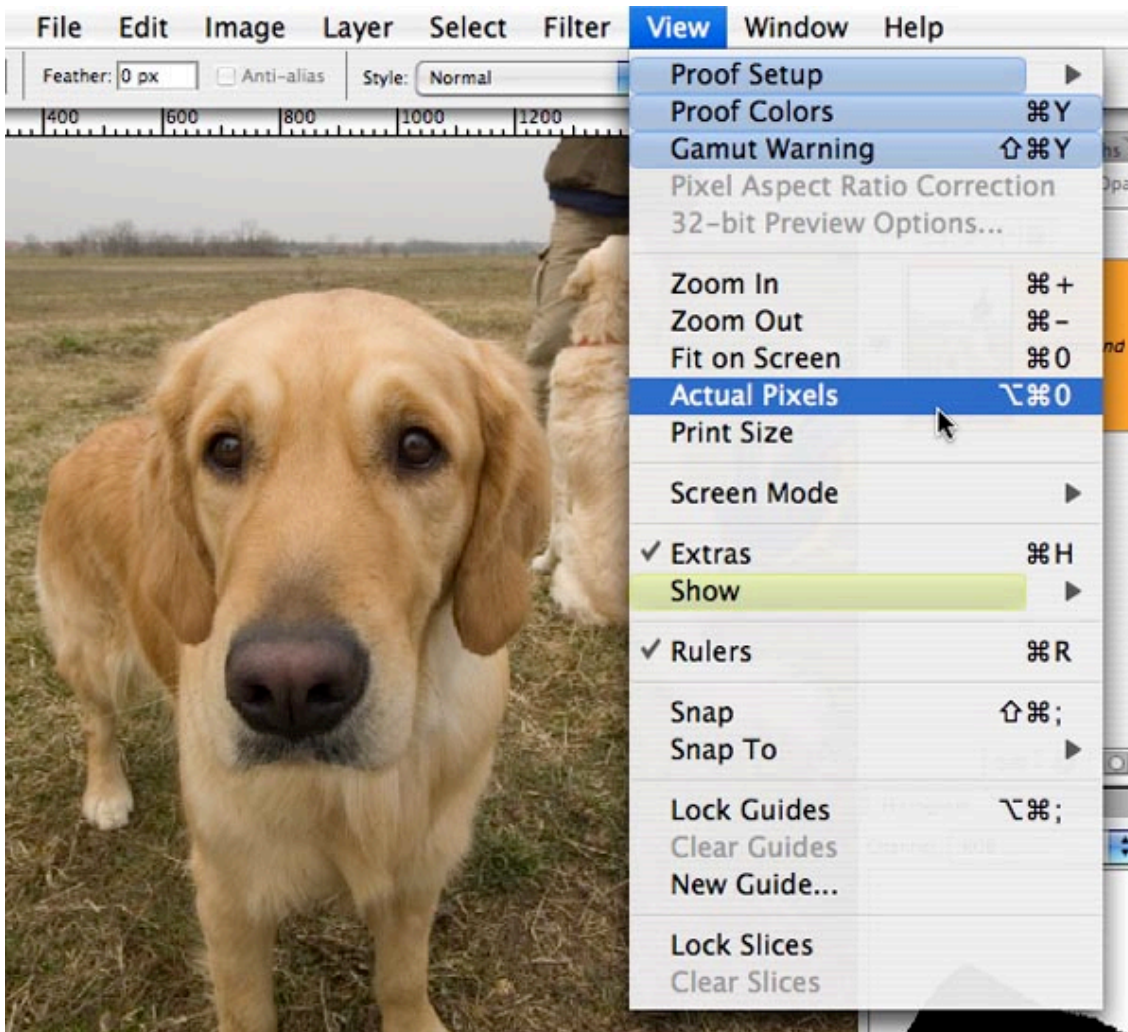 File Edit Image Layer Select Filter View Window Help
Feather: 0 px Anti-alias Style: Normal
400 600 800 1000 1200
Proof Setup ▶
Proof Colors ⌘Y
Gamut Warning ⇧⌘Y
Pixel Aspect Ratio Correction
32-bit Preview Options...
Zoom In ⌘+
Zoom Out ⌘-
Fit on Screen ⌘0
nd
Actual Pixels ⌥⌘0
Print Size
Screen Mode ▶
✓ Extras ⌘H
Show ▶
✓ Rulers ⌘R
Snap ⇧⌘;
Snap To ▶
Lock Guides ⌥⌘;
Clear Guides
New Guide...
Lock Slices
Clear Slices